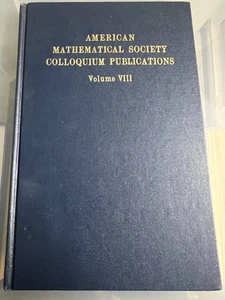 AMERICAN
MATHEMATICAL SOCIETY
COLLOQUIUM PUBLICATIONS
Volume VIII